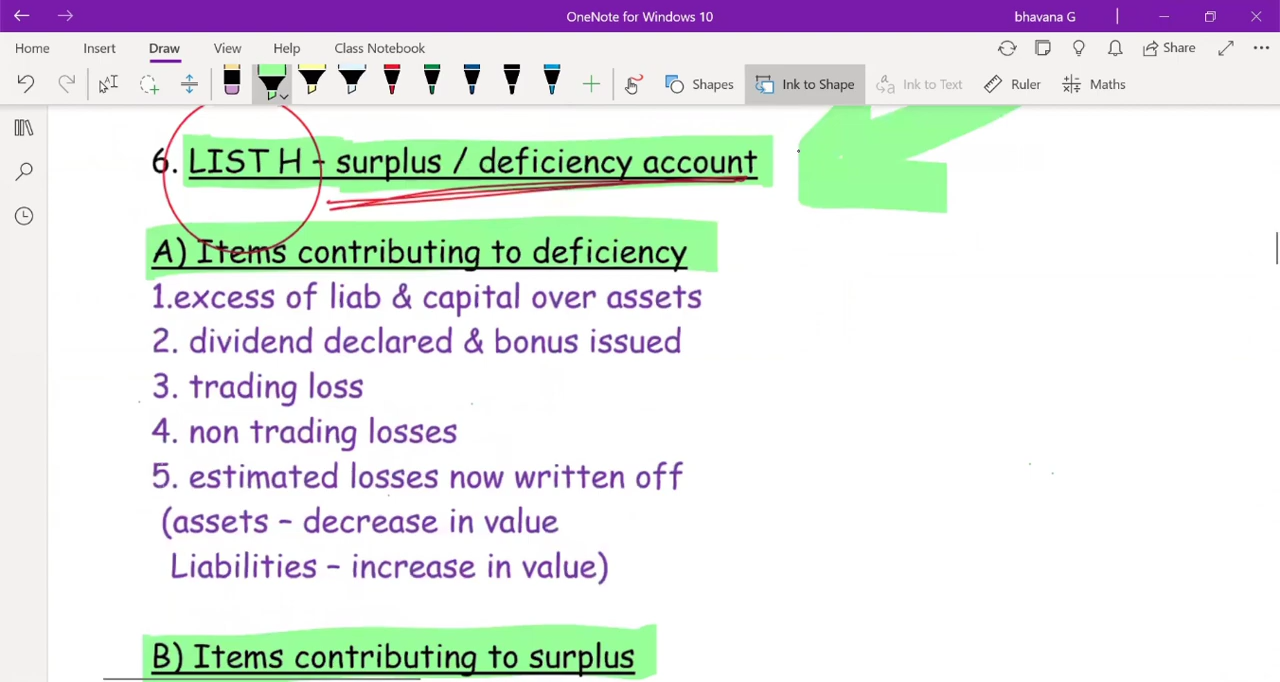 OneNote for Windows 10
bhavana G
Home Insert Draw View Help Class Notebook
Share
Shapes
Ink to Shape
Ink to Text
Ruler
Maths
6. LIST H - surplus / deficiency account
A) Items contributing to deficiency
1.excess of liab & capital over assets
2. dividend declared & bonus issued
3. trading loss
4. non trading losses
5. estimated losses now written off
(assets - decrease in value
Liabilities - increase in value)
B) Items contributing to surplus